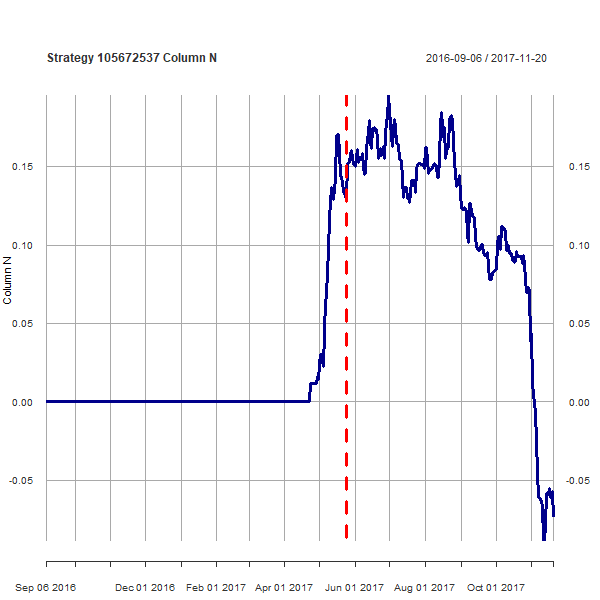 Strategy 105672537 Column N
2016-09-06 / 2017-11-20
0.15
0.15
0.10
0.10
0.05
0.05
0.00
0.00
-0.05
-0.05
Column N
Sep 06 2016
Dec 01 2016
Feb 01 2017
Apr 01 2017
Jun 01 2017
Aug 01 2017
Oct 01 2017